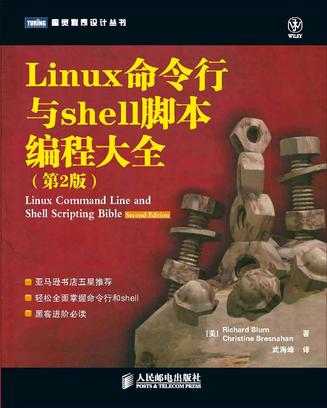 TURING 图灵程序设计丛书
WILEY
Linux命令行
与shell脚本
编程大全
（第2版）
Linux Command Line and
Shell Scripting Bible Second Edition
亚马逊书店五星推荐
轻松全面掌握命令行和shell
黑客进阶必读
[美] Richard Blum 著
Christine Bresnahan
武海峰 译
人民邮电出版社
POSTS & TELECOM PRESS